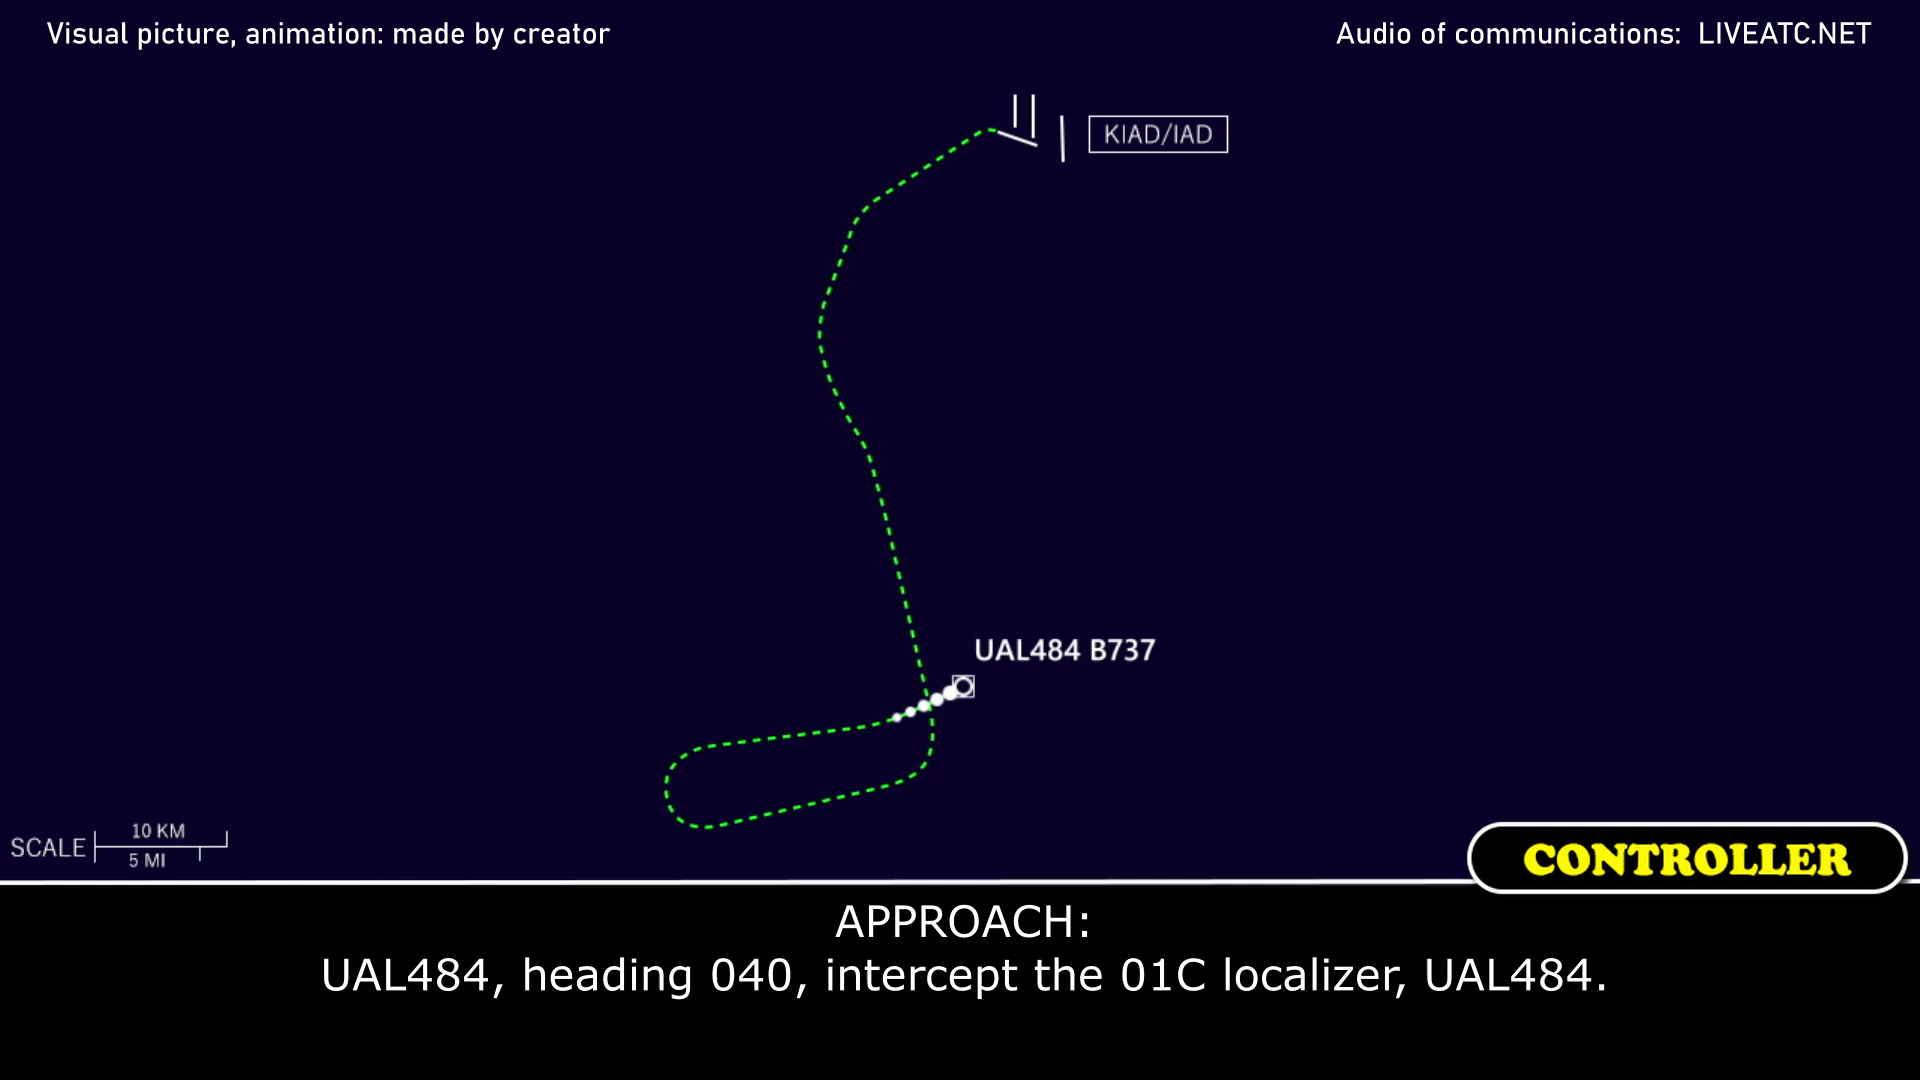 Visual picture, animation: made by creator
Audio of communications: LIVEATC.NET
KIAD/IAD
UAL484 B737
SCALE
10 KM
5 MI
CONTROLLER
APPROACH:
UAL484, heading 040, intercept the 01C localizer, UAL484.